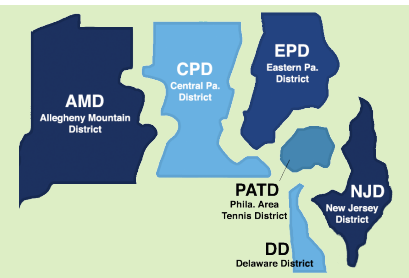 AMD
Allegheny Mountain
District
CPD
Central Pa.
District
EPD
Eastern Pa.
District
PATD
Phila. Area
Tennis District
NJD
New Jersey
District
DD
Delaware District